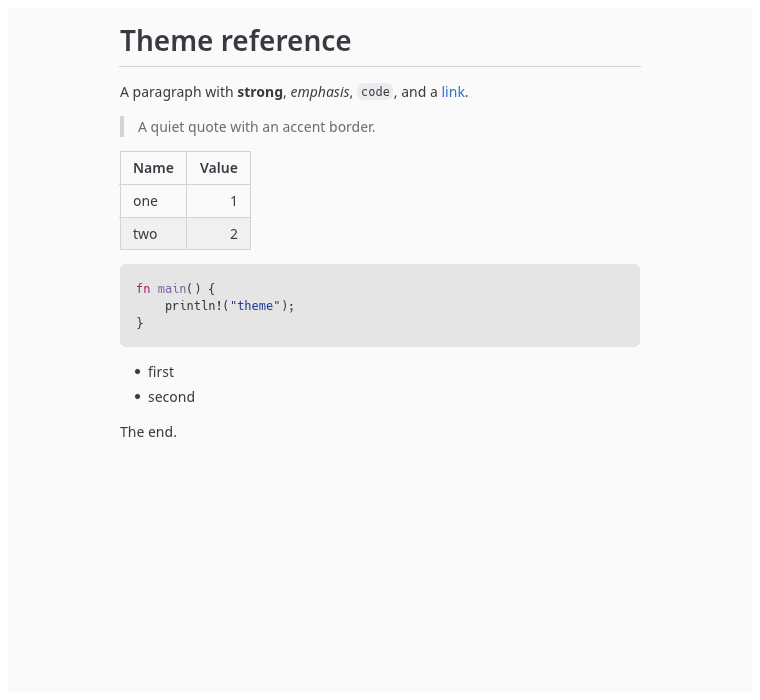 Theme reference
A paragraph with strong, emphasis, code, and a link.
A quiet quote with an accent border.
Name Value
one 1
two 2
fn main() {
    println!("theme");
}
• first
• second
The end.